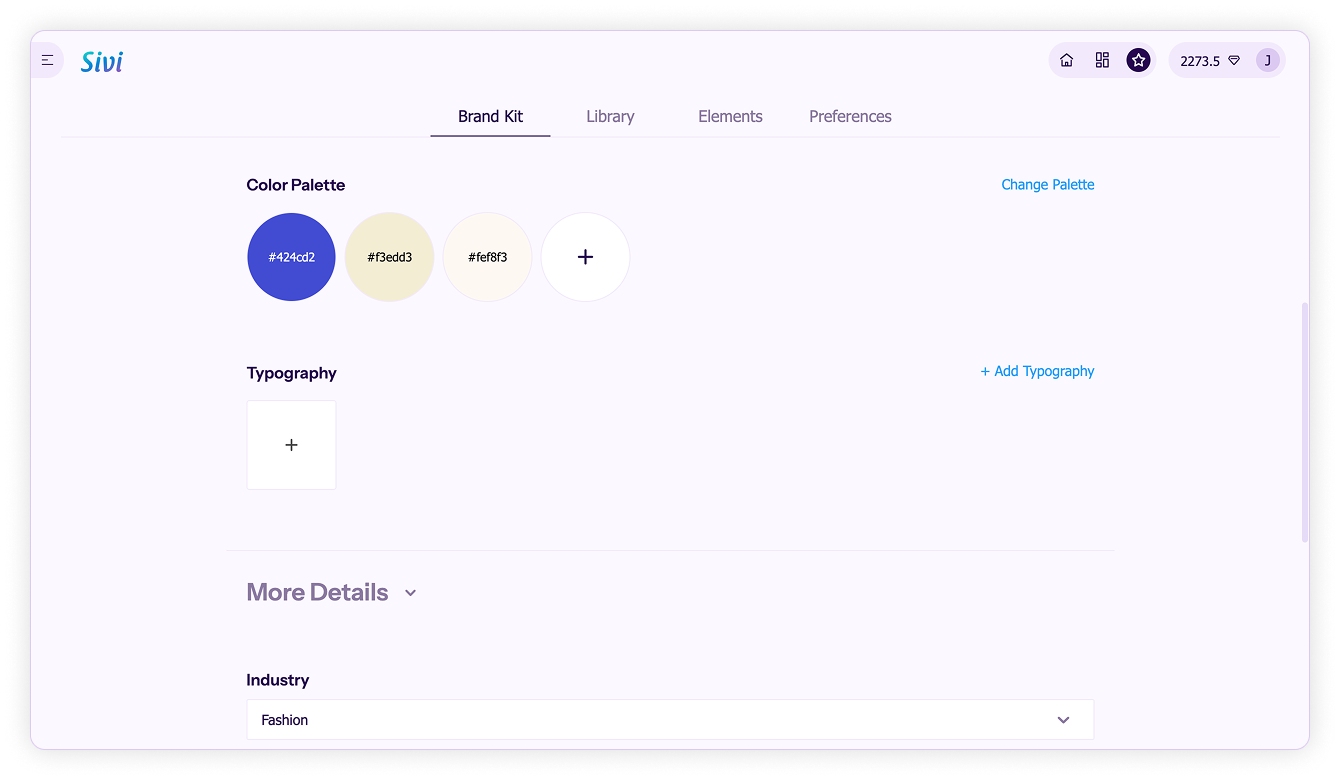 Sivi
2273.5
J
Brand Kit
Library
Elements
Preferences
Color Palette
Change Palette
#424cd2
#f3edd3
#fef8f3
+
Typography
+ Add Typography
+
More Details
Industry
Fashion